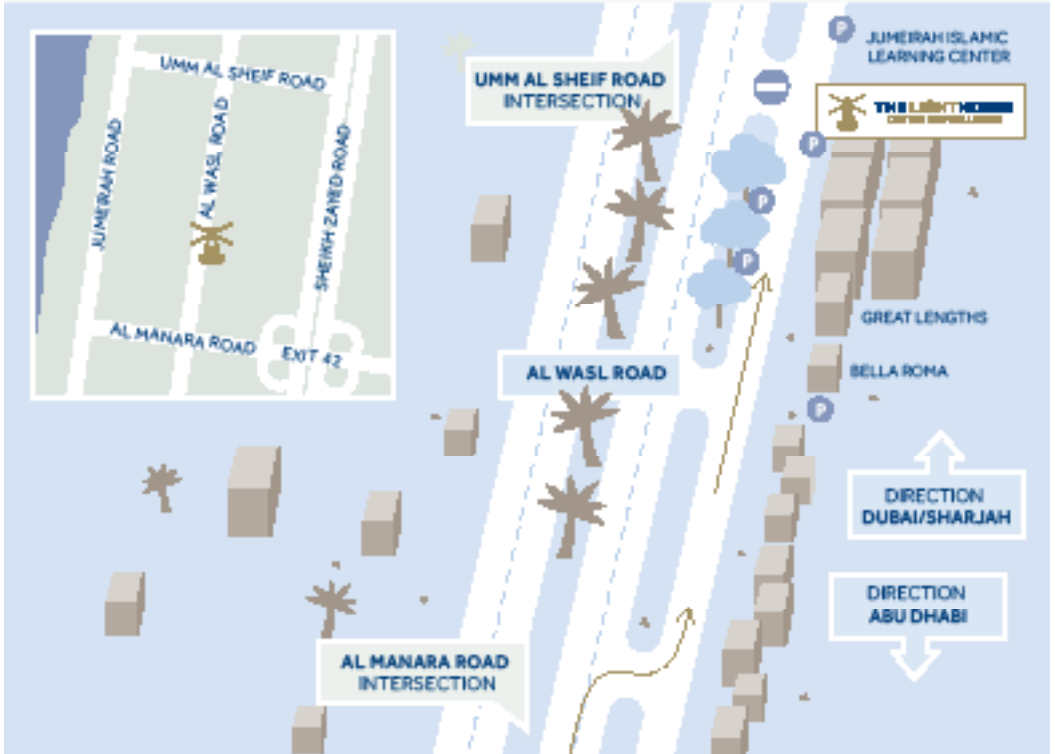 UMM AL SHEIF ROAD
JUMEIRAH ROAD
AL WASL ROAD
SHEIKH ZAYED ROAD
AL MANARA ROAD
EXIT 42
UMM AL SHEIF ROAD
INTERSECTION
P
JUMEIRAH ISLAMIC
LEARNING CENTER
THE LIGHTHOUSE
P
P
P
GREAT LENGTHS
AL WASL ROAD
BELLA ROMA
P
DIRECTION
DUBAI/SHARJAH
DIRECTION
ABU DHABI
AL MANARA ROAD
INTERSECTION